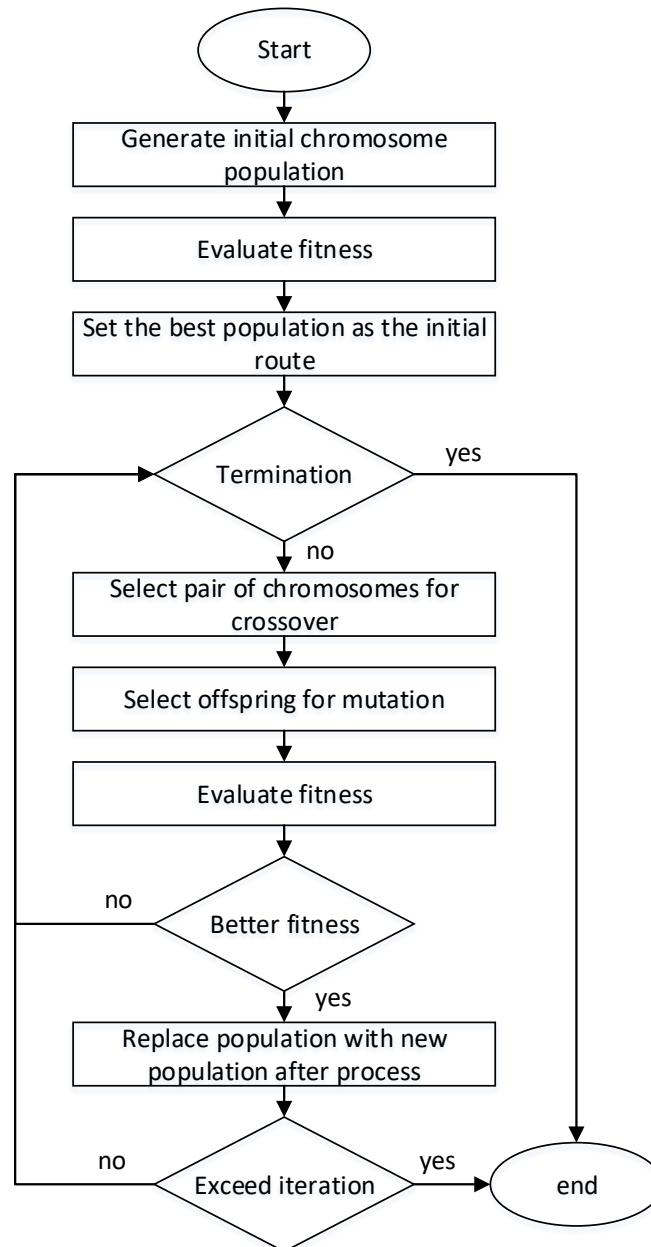 Start
Generate initial chromosome
population
Evaluate fitness
Set the best population as the initial
route
Termination
yes
no
Select pair of chromosomes for
crossover
Select offspring for mutation
Evaluate fitness
no
Better fitness
yes
Replace population with new
population after process
no
Exceed iteration
yes
end